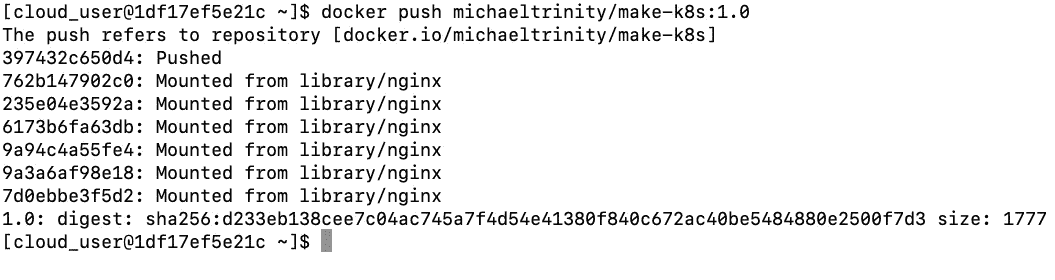 [cloud_user@1df17ef5e21c ~]$ docker push michaeltrinity/make-k8s:1.0
The push refers to repository [docker.io/michaeltrinity/make-k8s]
397432c650d4: Pushed
762b147902c0: Mounted from library/nginx
235e04e3592a: Mounted from library/nginx
6173b6fa63db: Mounted from library/nginx
9a94c4a55fe4: Mounted from library/nginx
9a3a6af98e18: Mounted from library/nginx
7d0ebbe3f5d2: Mounted from library/nginx
1.0: digest: sha256:d233eb138cee7c04ac745a7f4d54e41380f840c672ac40be5484880e2500f7d3 size: 1777
[cloud_user@1df17ef5e21c ~]$